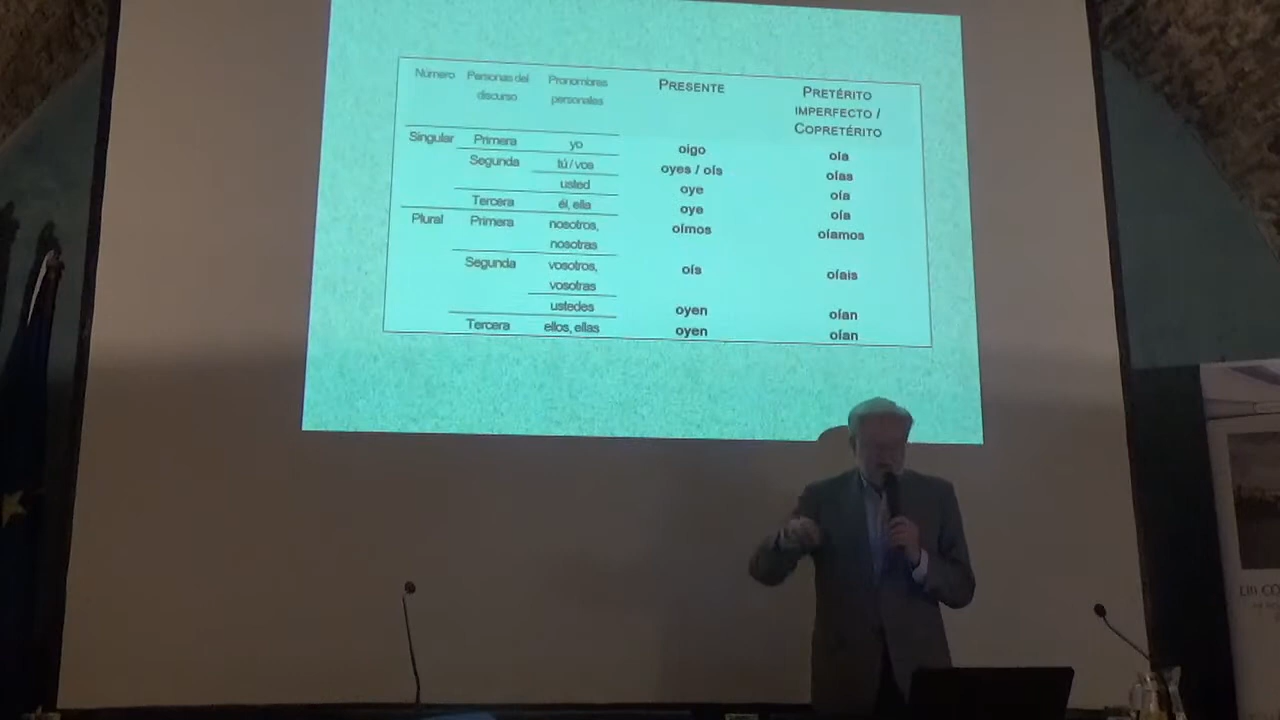 Número Personas del discurso Pronombres personales PRESENTE PRETÉRITO IMPERFECTO / COPRETÉRITO
Singular Primera yo oigo oía
Segunda tú / vos oyes / oís oías
usted oye oía
Tercera él, ella oye oía
Plural Primera nosotros, nosotras oímos oíamos
Segunda vosotros, vosotras oís oíais
ustedes oyen oían
Tercera ellos, ellas oyen oían